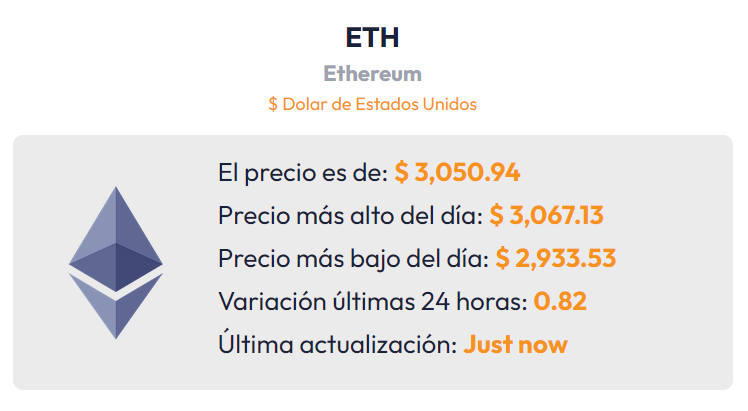 ETH
Ethereum
$ Dolar de Estados Unidos
El precio es de: $ 3,050.94
Precio más alto del día: $ 3,067.13
Precio más bajo del día: $ 2,933.53
Variación últimas 24 horas: 0.82
Última actualización: Just now